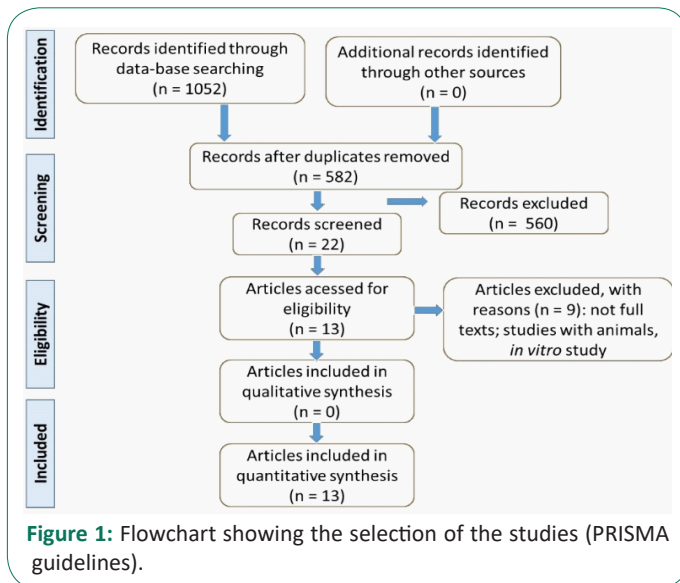 Identification
Records identified through
data-base searching
(n = 1052)
Additional records identified
through other sources
(n = 0)
Screening
Records after duplicates removed
(n = 582)
Records excluded
(n = 560)
Records screened
(n = 22)
Eligibility
Articles acessed for
eligibility
(n = 13)
Articles excluded, with
reasons (n = 9): not full
texts; studies with animals,
in vitro study
Articles included in
qualitative synthesis
(n = 0)
Included
Articles included in
quantitative synthesis
(n = 13)
Figure 1: Flowchart showing the selection of the studies (PRISMA
guidelines).